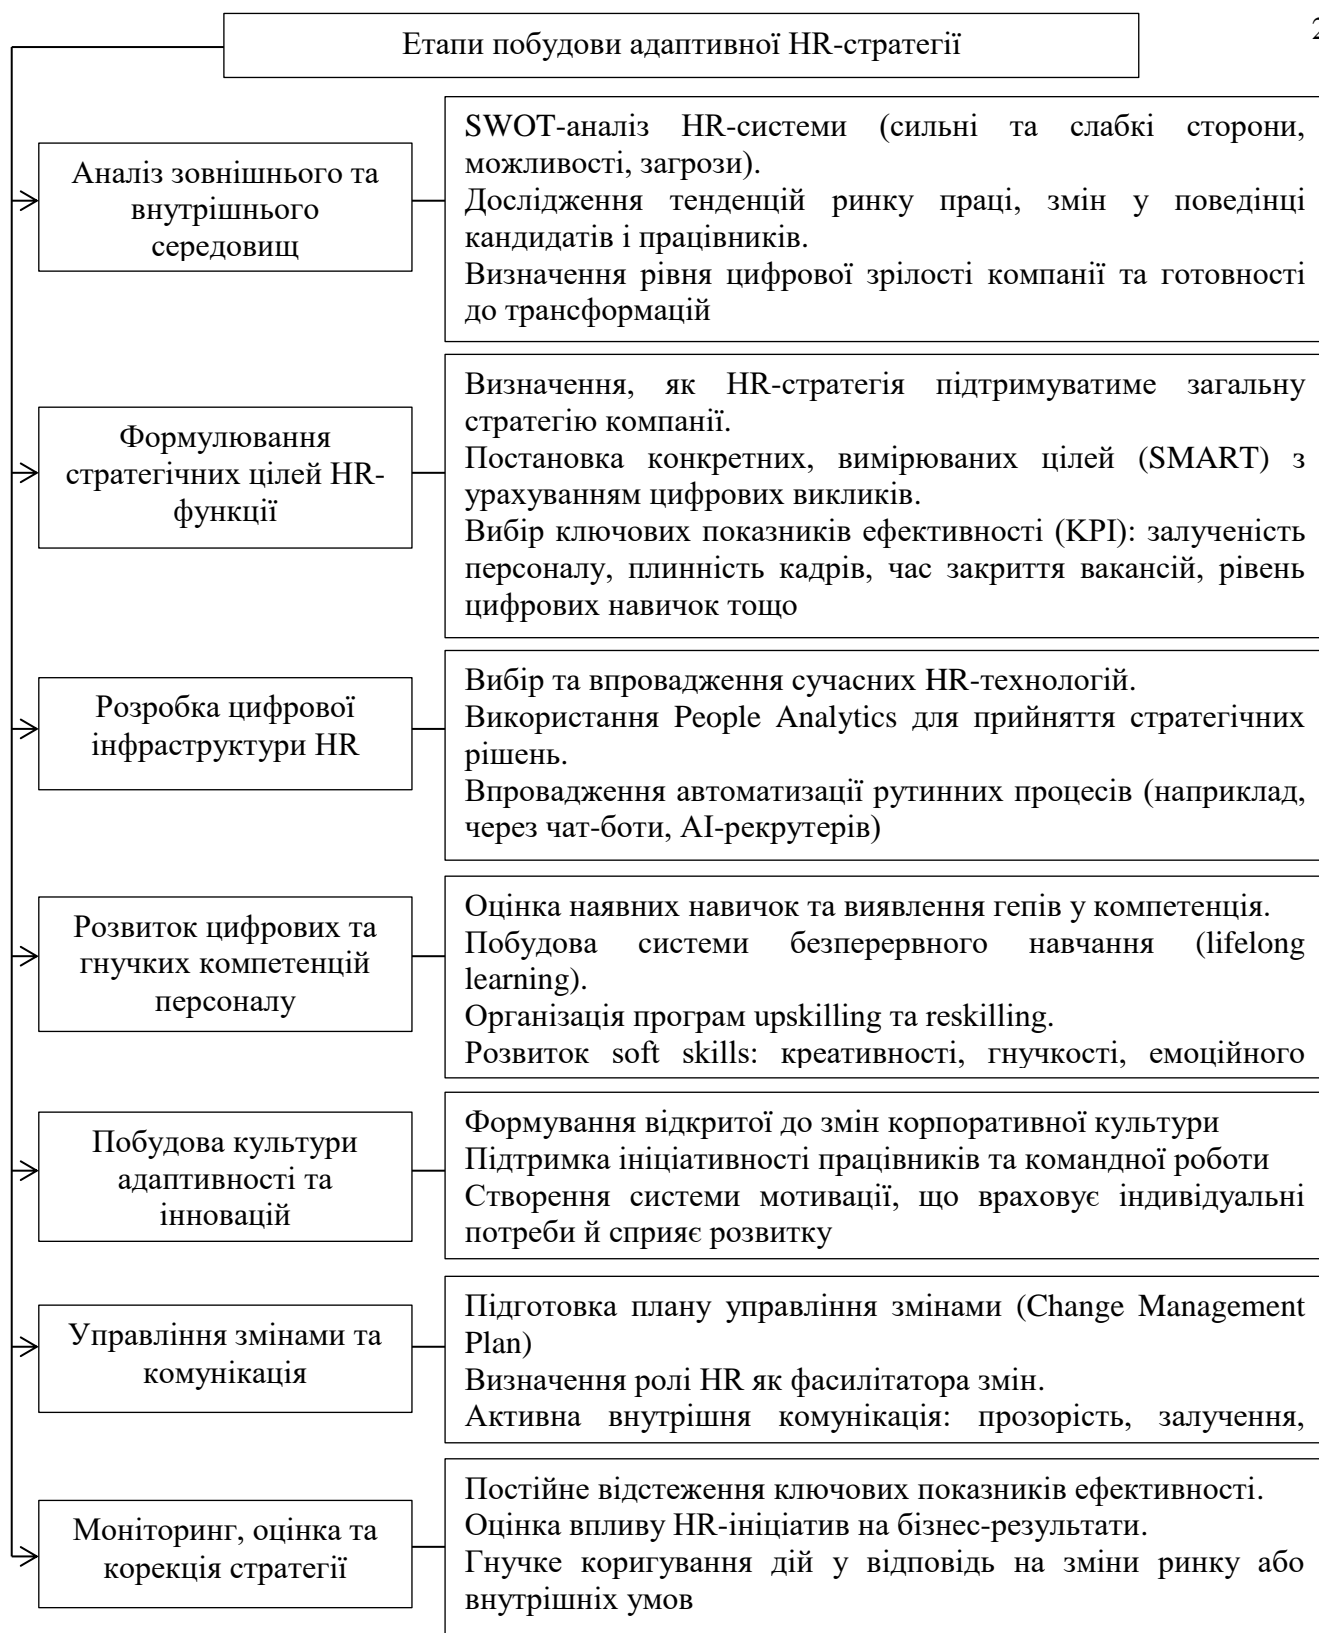 2
Етапи побудови адаптивної HR-стратегії
Аналіз зовнішнього та
внутрішнього
середовищ
SWOT-аналіз HR-системи (сильні та слабкі сторони,
можливості, загрози).
Дослідження тенденцій ринку праці, змін у поведінці
кандидатів і працівників.
Визначення рівня цифрової зрілості компанії та готовності
до трансформацій
Формулювання
стратегічних цілей HR-
функції
Визначення, як HR-стратегія підтримуватиме загальну
стратегію компанії.
Постановка конкретних, вимірюваних цілей (SMART) з
урахуванням цифрових викликів.
Вибір ключових показників ефективності (KPI): залученість
персоналу, плинність кадрів, час закриття вакансій, рівень
цифрових навичок тощо
Розробка цифрової
інфраструктури HR
Вибір та впровадження сучасних HR-технологій.
Використання People Analytics для прийняття стратегічних
рішень.
Впровадження автоматизації рутинних процесів (наприклад,
через чат-боти, AI-рекрутерів)
Розвиток цифрових та
гнучких компетенцій
персоналу
Оцінка наявних навичок та виявлення гепів у компетенція.
Побудова системи безперервного навчання (lifelong
learning).
Організація програм upskilling та reskilling.
Розвиток soft skills: креативності, гнучкості, емоційного
Побудова культури
адаптивності та
інновацій
Формування відкритої до змін корпоративної культури
Підтримка ініціативності працівників та командної роботи
Створення системи мотивації, що враховує індивідуальні
потреби й сприяє розвитку
Управління змінами та
комунікація
Підготовка плану управління змінами (Change Management
Plan)
Визначення ролі HR як фасилітатора змін.
Активна внутрішня комунікація: прозорість, залучення,
Моніторинг, оцінка та
корекція стратегії
Постійне відстеження ключових показників ефективності.
Оцінка впливу HR-ініціатив на бізнес-результати.
Гнучке коригування дій у відповідь на зміни ринку або
внутрішніх умов